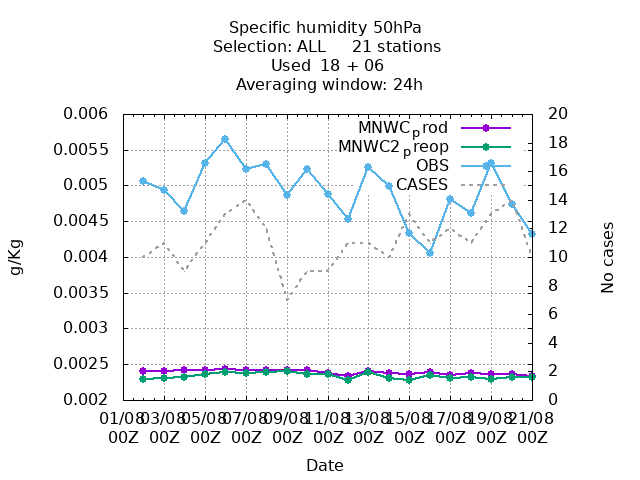 Specific humidity 50hPa
Selection: ALL 21 stations
Used 18 + 06
Averaging window: 24h
0.006
0.0055
0.005
0.0045
0.004
0.0035
0.003
0.0025
0.002
g/Kg
MNWCprod
MNWC2preop
OBS
CASES
20
18
16
14
12
10
8
6
4
2
0
No cases
01/08 03/08 05/08 07/08 09/08 11/08 13/08 15/08 17/08 19/08 21/08
00Z 00Z 00Z 00Z 00Z 00Z 00Z 00Z 00Z 00Z 00Z
Date